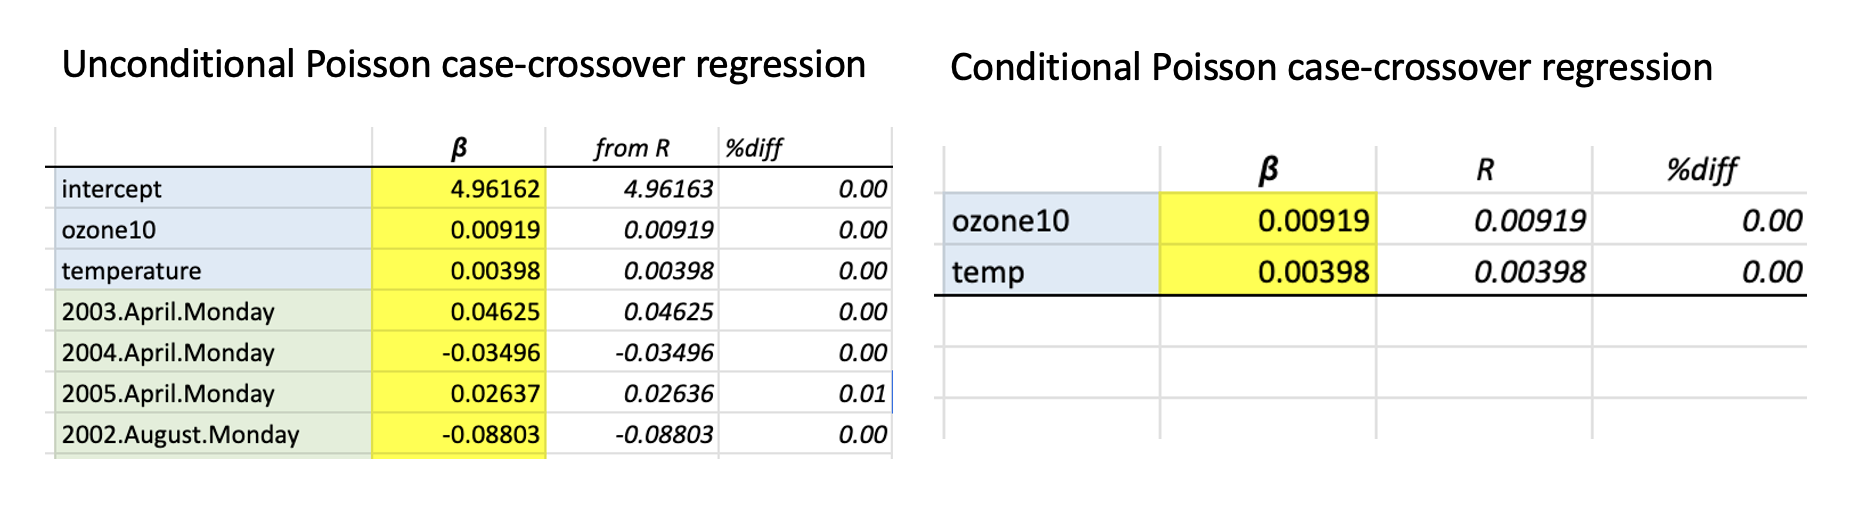 Unconditional Poisson case-crossover regression
β from R %diff
intercept 4.96162 4.96163 0.00
ozone10 0.00919 0.00919 0.00
temperature 0.00398 0.00398 0.00
2003.April.Monday 0.04625 0.04625 0.00
2004.April.Monday -0.03496 -0.03496 0.00
2005.April.Monday 0.02637 0.02636 0.01
2002.August.Monday -0.08803 -0.08803 0.00
Conditional Poisson case-crossover regression
β R %diff
ozone10 0.00919 0.00919 0.00
temp 0.00398 0.00398 0.00